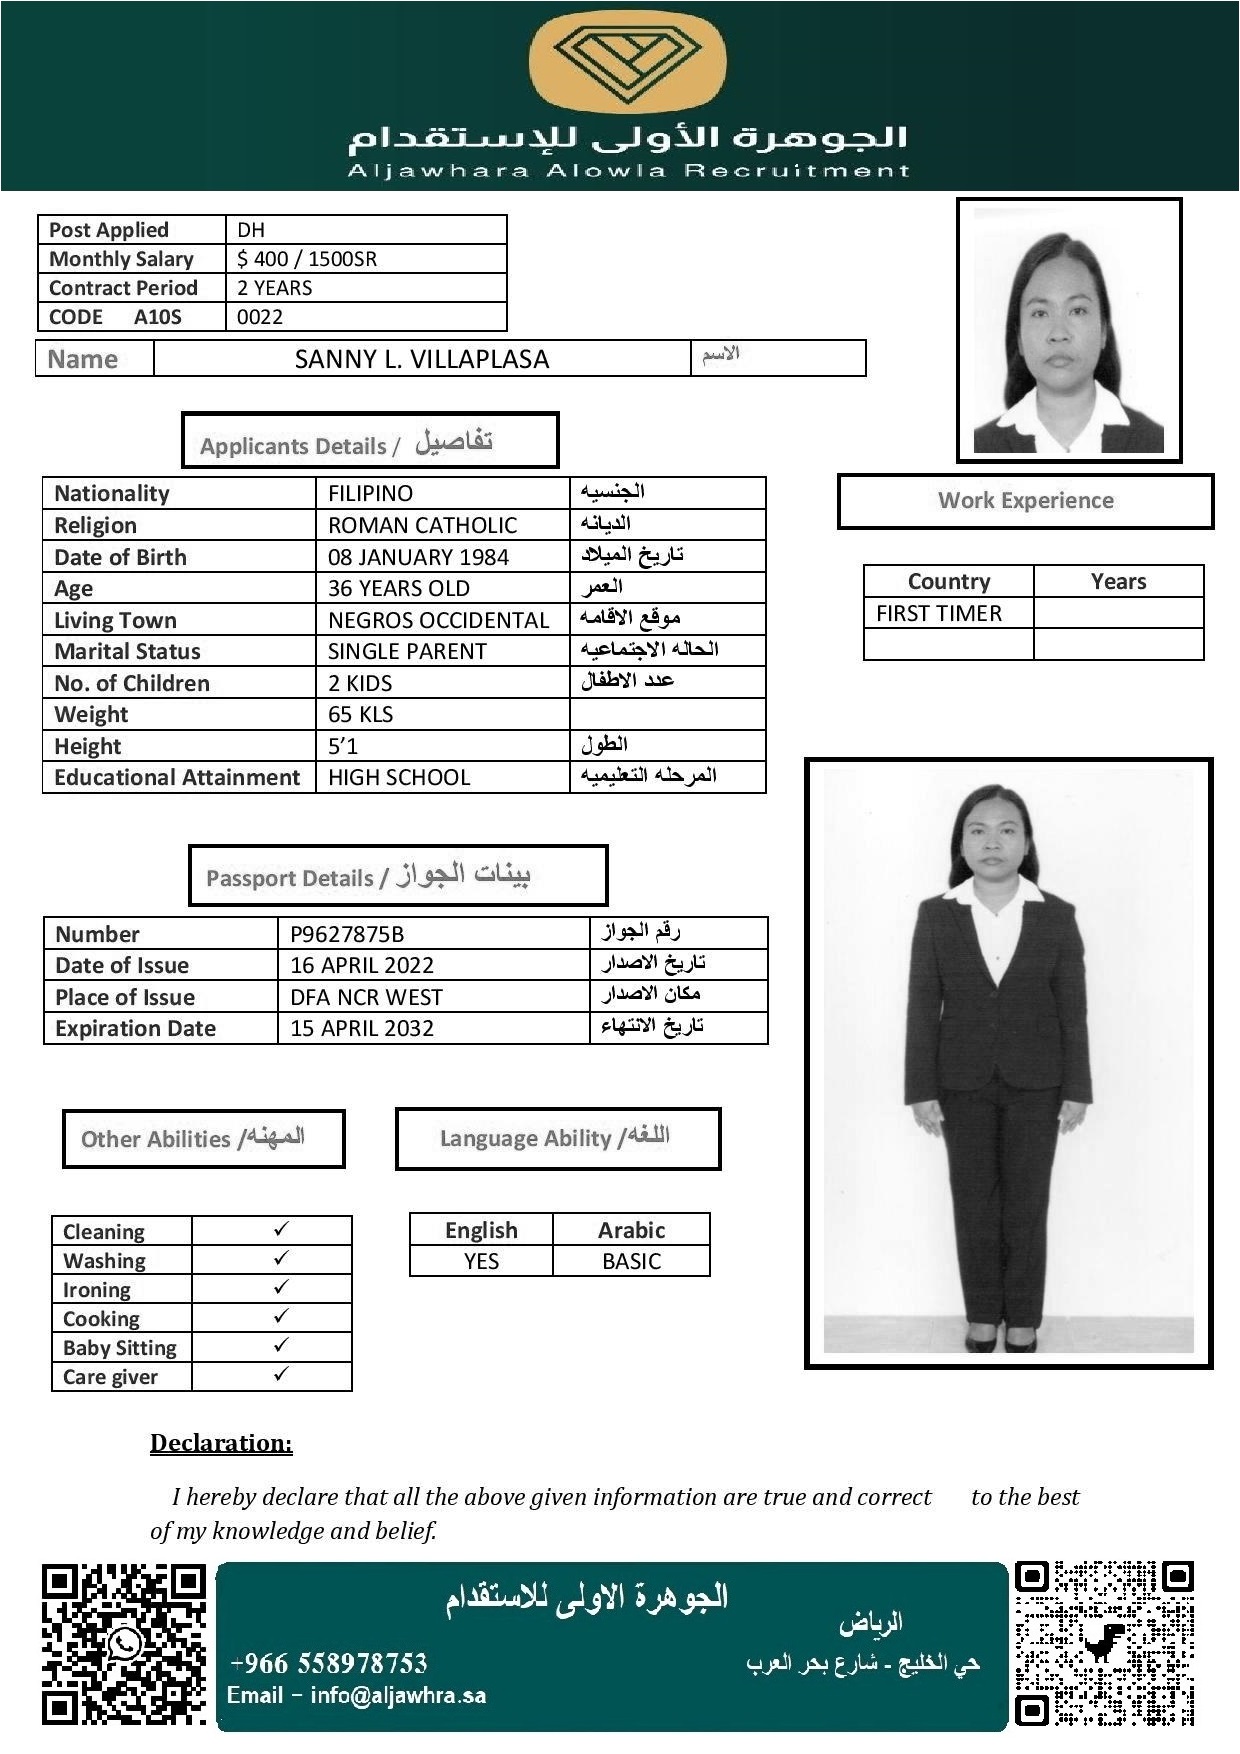 الجوهرة الأولى للإستقدام
Aljawhara Alowla Recruitment
Post Applied DH
Monthly Salary $ 400 / 1500SR
Contract Period 2 YEARS
CODE A10S 0022
Name SANNY L. VILLAPLASA الاسم
Applicants Details / تفاصيل
Nationality FILIPINO الجنسيه
Religion ROMAN CATHOLIC الديانه
Date of Birth 08 JANUARY 1984 تاريخ الميلاد
Age 36 YEARS OLD العمر
Living Town NEGROS OCCIDENTAL موقع الاقامه
Marital Status SINGLE PARENT الحاله الاجتماعيه
No. of Children 2 KIDS عدد الاطفال
Weight 65 KLS
Height 5’1 الطول
Educational Attainment HIGH SCHOOL المرحله التعليميه
Work Experience
Country Years
FIRST TIMER
Passport Details / بينات الجواز
Number P9627875B رقم الجواز
Date of Issue 16 APRIL 2022 تاريخ الاصدار
Place of Issue DFA NCR WEST مكان الاصدار
Expiration Date 15 APRIL 2032 تاريخ الانتهاء
Other Abilities /المهنه
Cleaning ✓
Washing ✓
Ironing ✓
Cooking ✓
Baby Sitting ✓
Care giver ✓
Language Ability /اللغه
English Arabic
YES BASIC
Declaration:
I hereby declare that all the above given information are true and correct to the best
of my knowledge and belief.
الجوهرة الاولى للاستقدام
الرياض
+966 558978753 حي الخليج - شارع بحر العرب
Email – info@aljawhra.sa